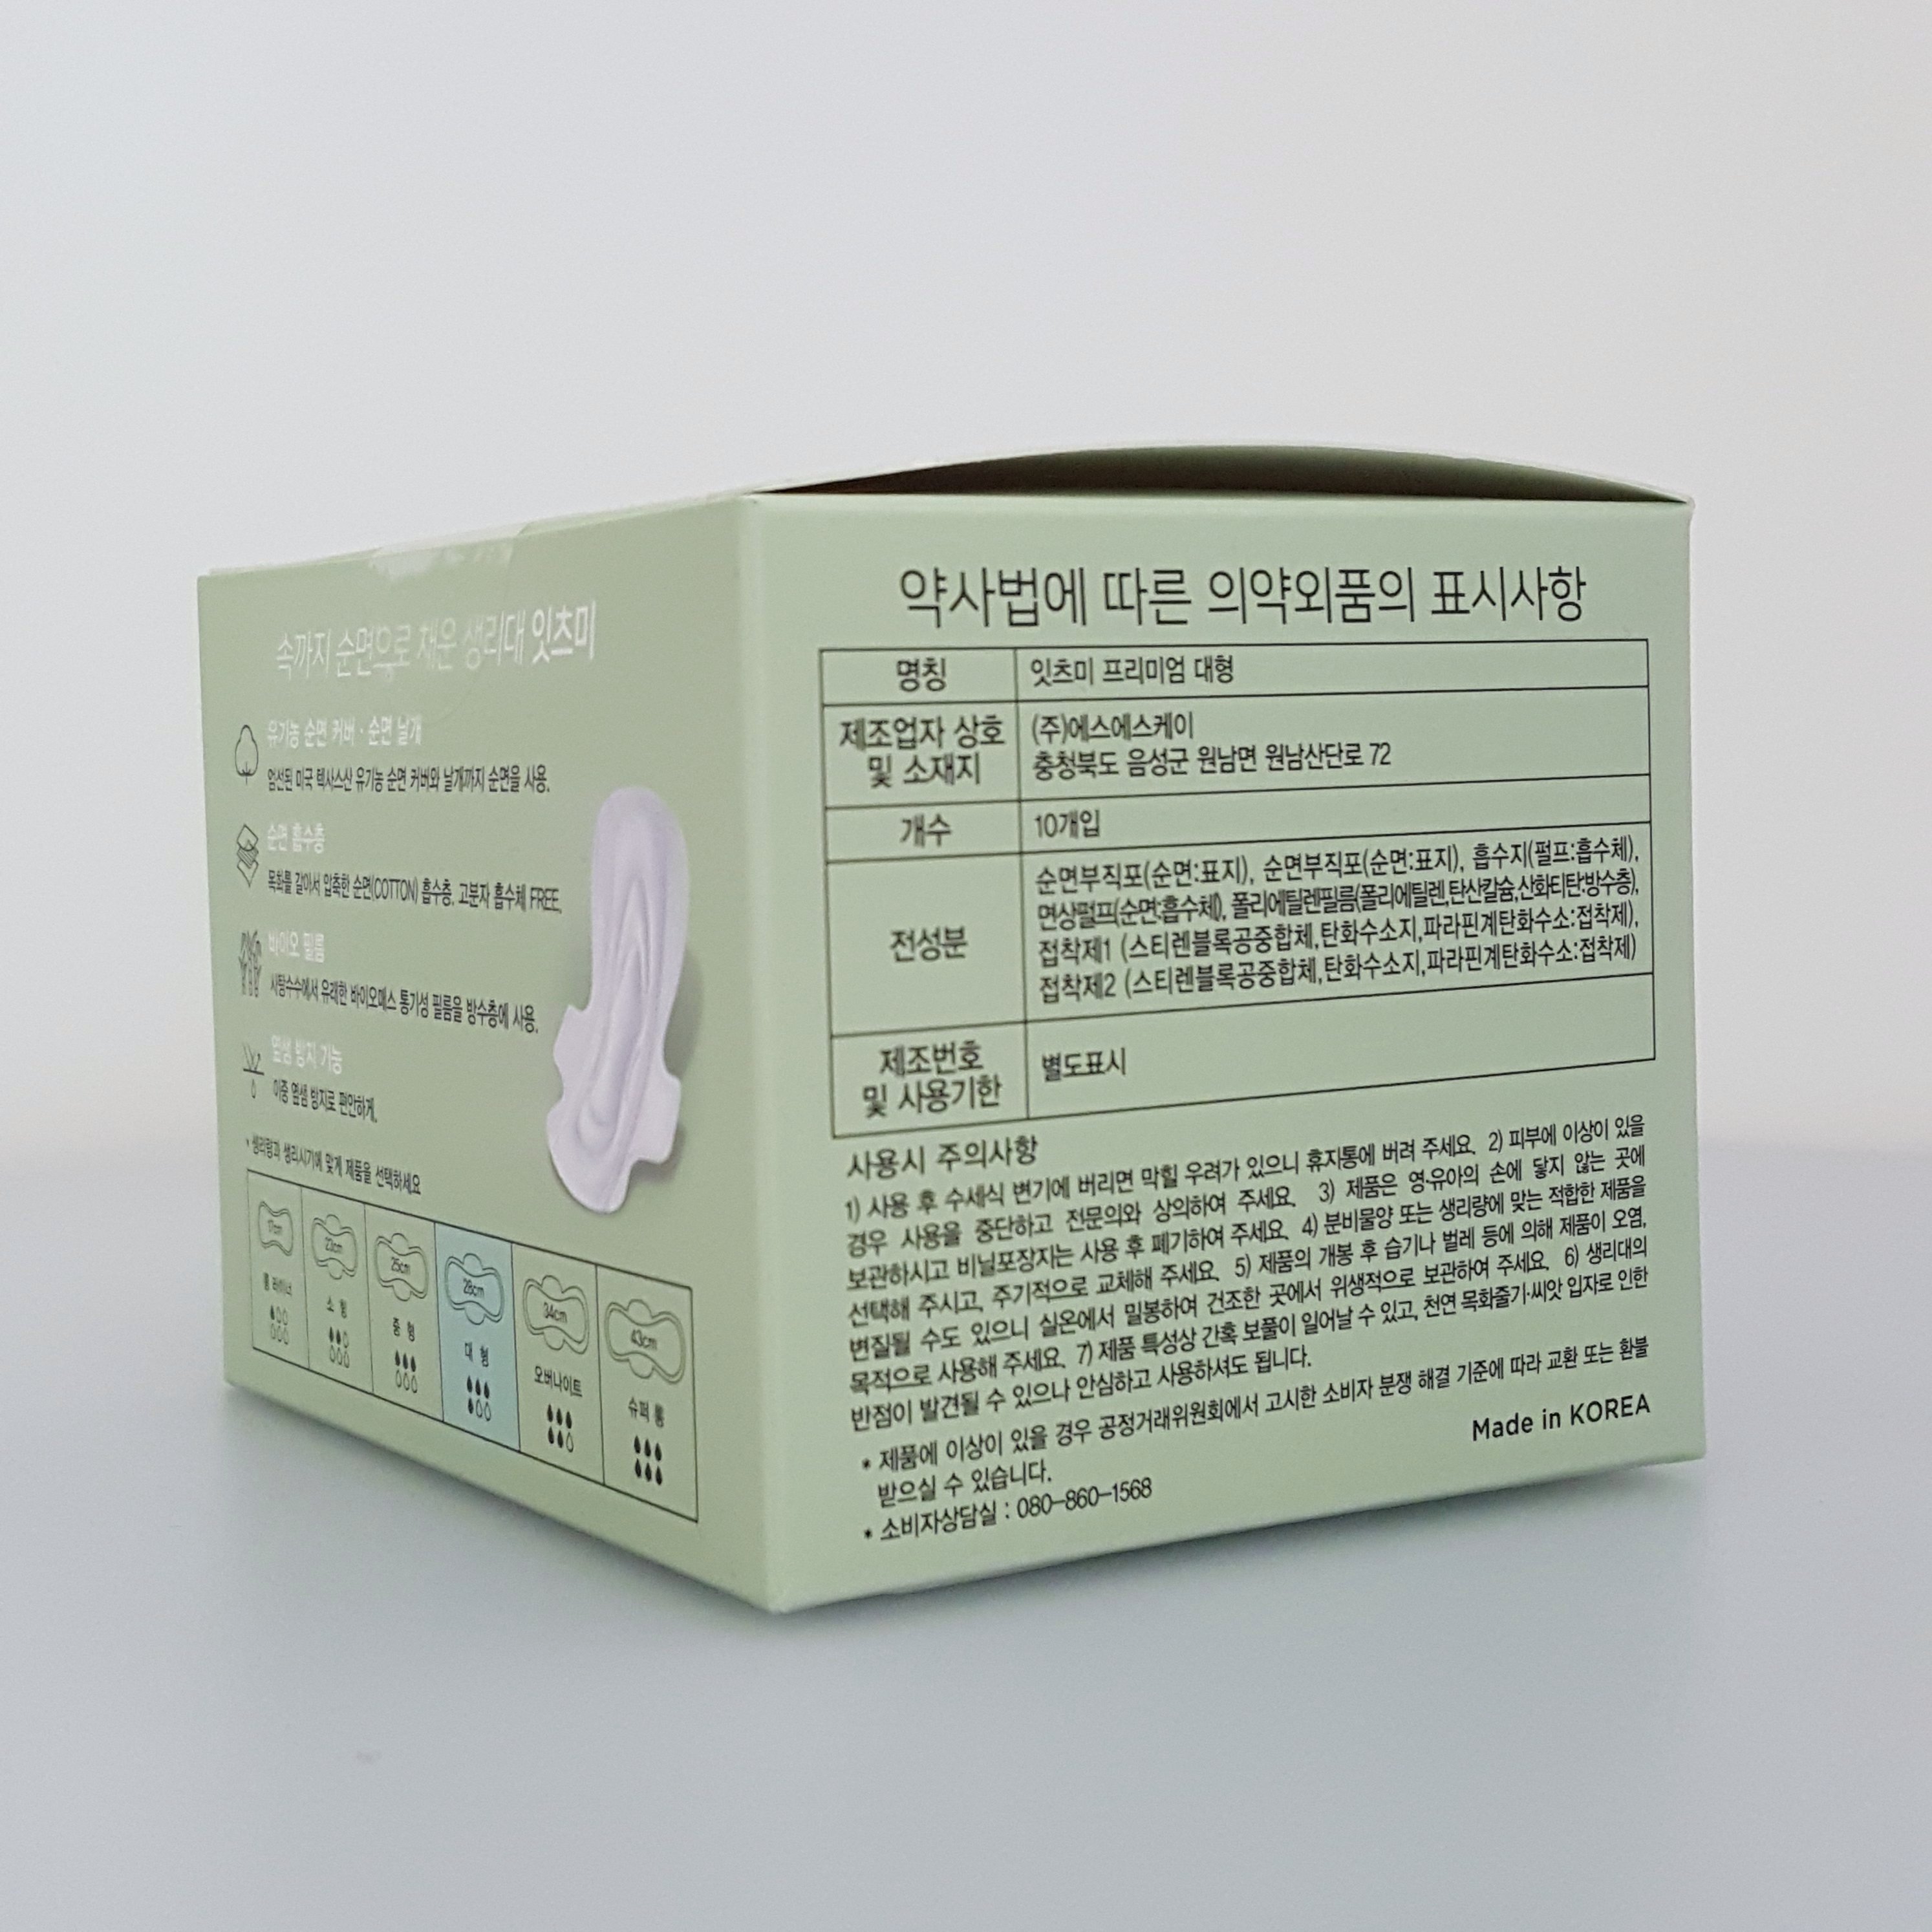 속까지 순면으로 채운 생리대 잇츠미
유기농 순면 커버 · 순면 날개
엄선된 미국 텍사스산 유기농 순면 커버와 날개까지 순면을 사용.
순면 흡수층
목화를 갈아서 압축한 순면(COTTON) 흡수층. 고분자 흡수체 FREE.
바이오 필름
사탕수수에서 유래한 바이오매스 통기성 필름을 방수층에 사용.
옆샘 방지 기능
이중 옆샘 방지로 편안하게.
* 생리량과 생리시기에 맞게 제품을 선택하세요
17cm 23cm 25cm 28cm 34cm 43cm
롱 라이너 소 형 중 형 대 형 오버나이트 슈퍼 롱
약사법에 따른 의약외품의 표시사항
명칭 잇츠미 프리미엄 대형
제조업자 상호 (주)에스에스케이
및 소재지 충청북도 음성군 원남면 원남산단로 72
개수 10개입
전성분 순면부직포(순면:표지), 순면부직포(순면:표지), 흡수지(펄프:흡수체),
면상펄프(순면:흡수체), 폴리에틸렌필름(폴리에틸렌,탄산칼슘,산화티탄:방수층),
접착제1 (스티렌블록공중합체,탄화수소지,파라핀계탄화수소:접착제),
접착제2 (스티렌블록공중합체,탄화수소지,파라핀계탄화수소:접착제)
제조번호
및 사용기한 별도표시
사용시 주의사항
1) 사용 후 수세식 변기에 버리면 막힐 우려가 있으니 휴지통에 버려 주세요. 2) 피부에 이상이 있을
경우 사용을 중단하고 전문의와 상의하여 주세요. 3) 제품은 영·유아의 손에 닿지 않는 곳에
보관하시고 비닐포장지는 사용 후 폐기하여 주세요. 4) 분비물양 또는 생리량에 맞는 적합한 제품을
선택해 주시고, 주기적으로 교체해 주세요. 5) 제품의 개봉 후 습기나 벌레 등에 의해 제품이 오염,
변질될 수도 있으니 실온에서 밀봉하여 건조한 곳에서 위생적으로 보관하여 주세요. 6) 생리대의
목적으로 사용해 주세요. 7) 제품 특성상 간혹 보풀이 일어날 수 있고, 천연 목화줄기·씨앗 입자로 인한
반점이 발견될 수 있으나 안심하고 사용하셔도 됩니다.
* 제품에 이상이 있을 경우 공정거래위원회에서 고시한 소비자 분쟁 해결 기준에 따라 교환 또는 환불
받으실 수 있습니다.
* 소비자상담실 : 080-860-1568
Made in KOREA